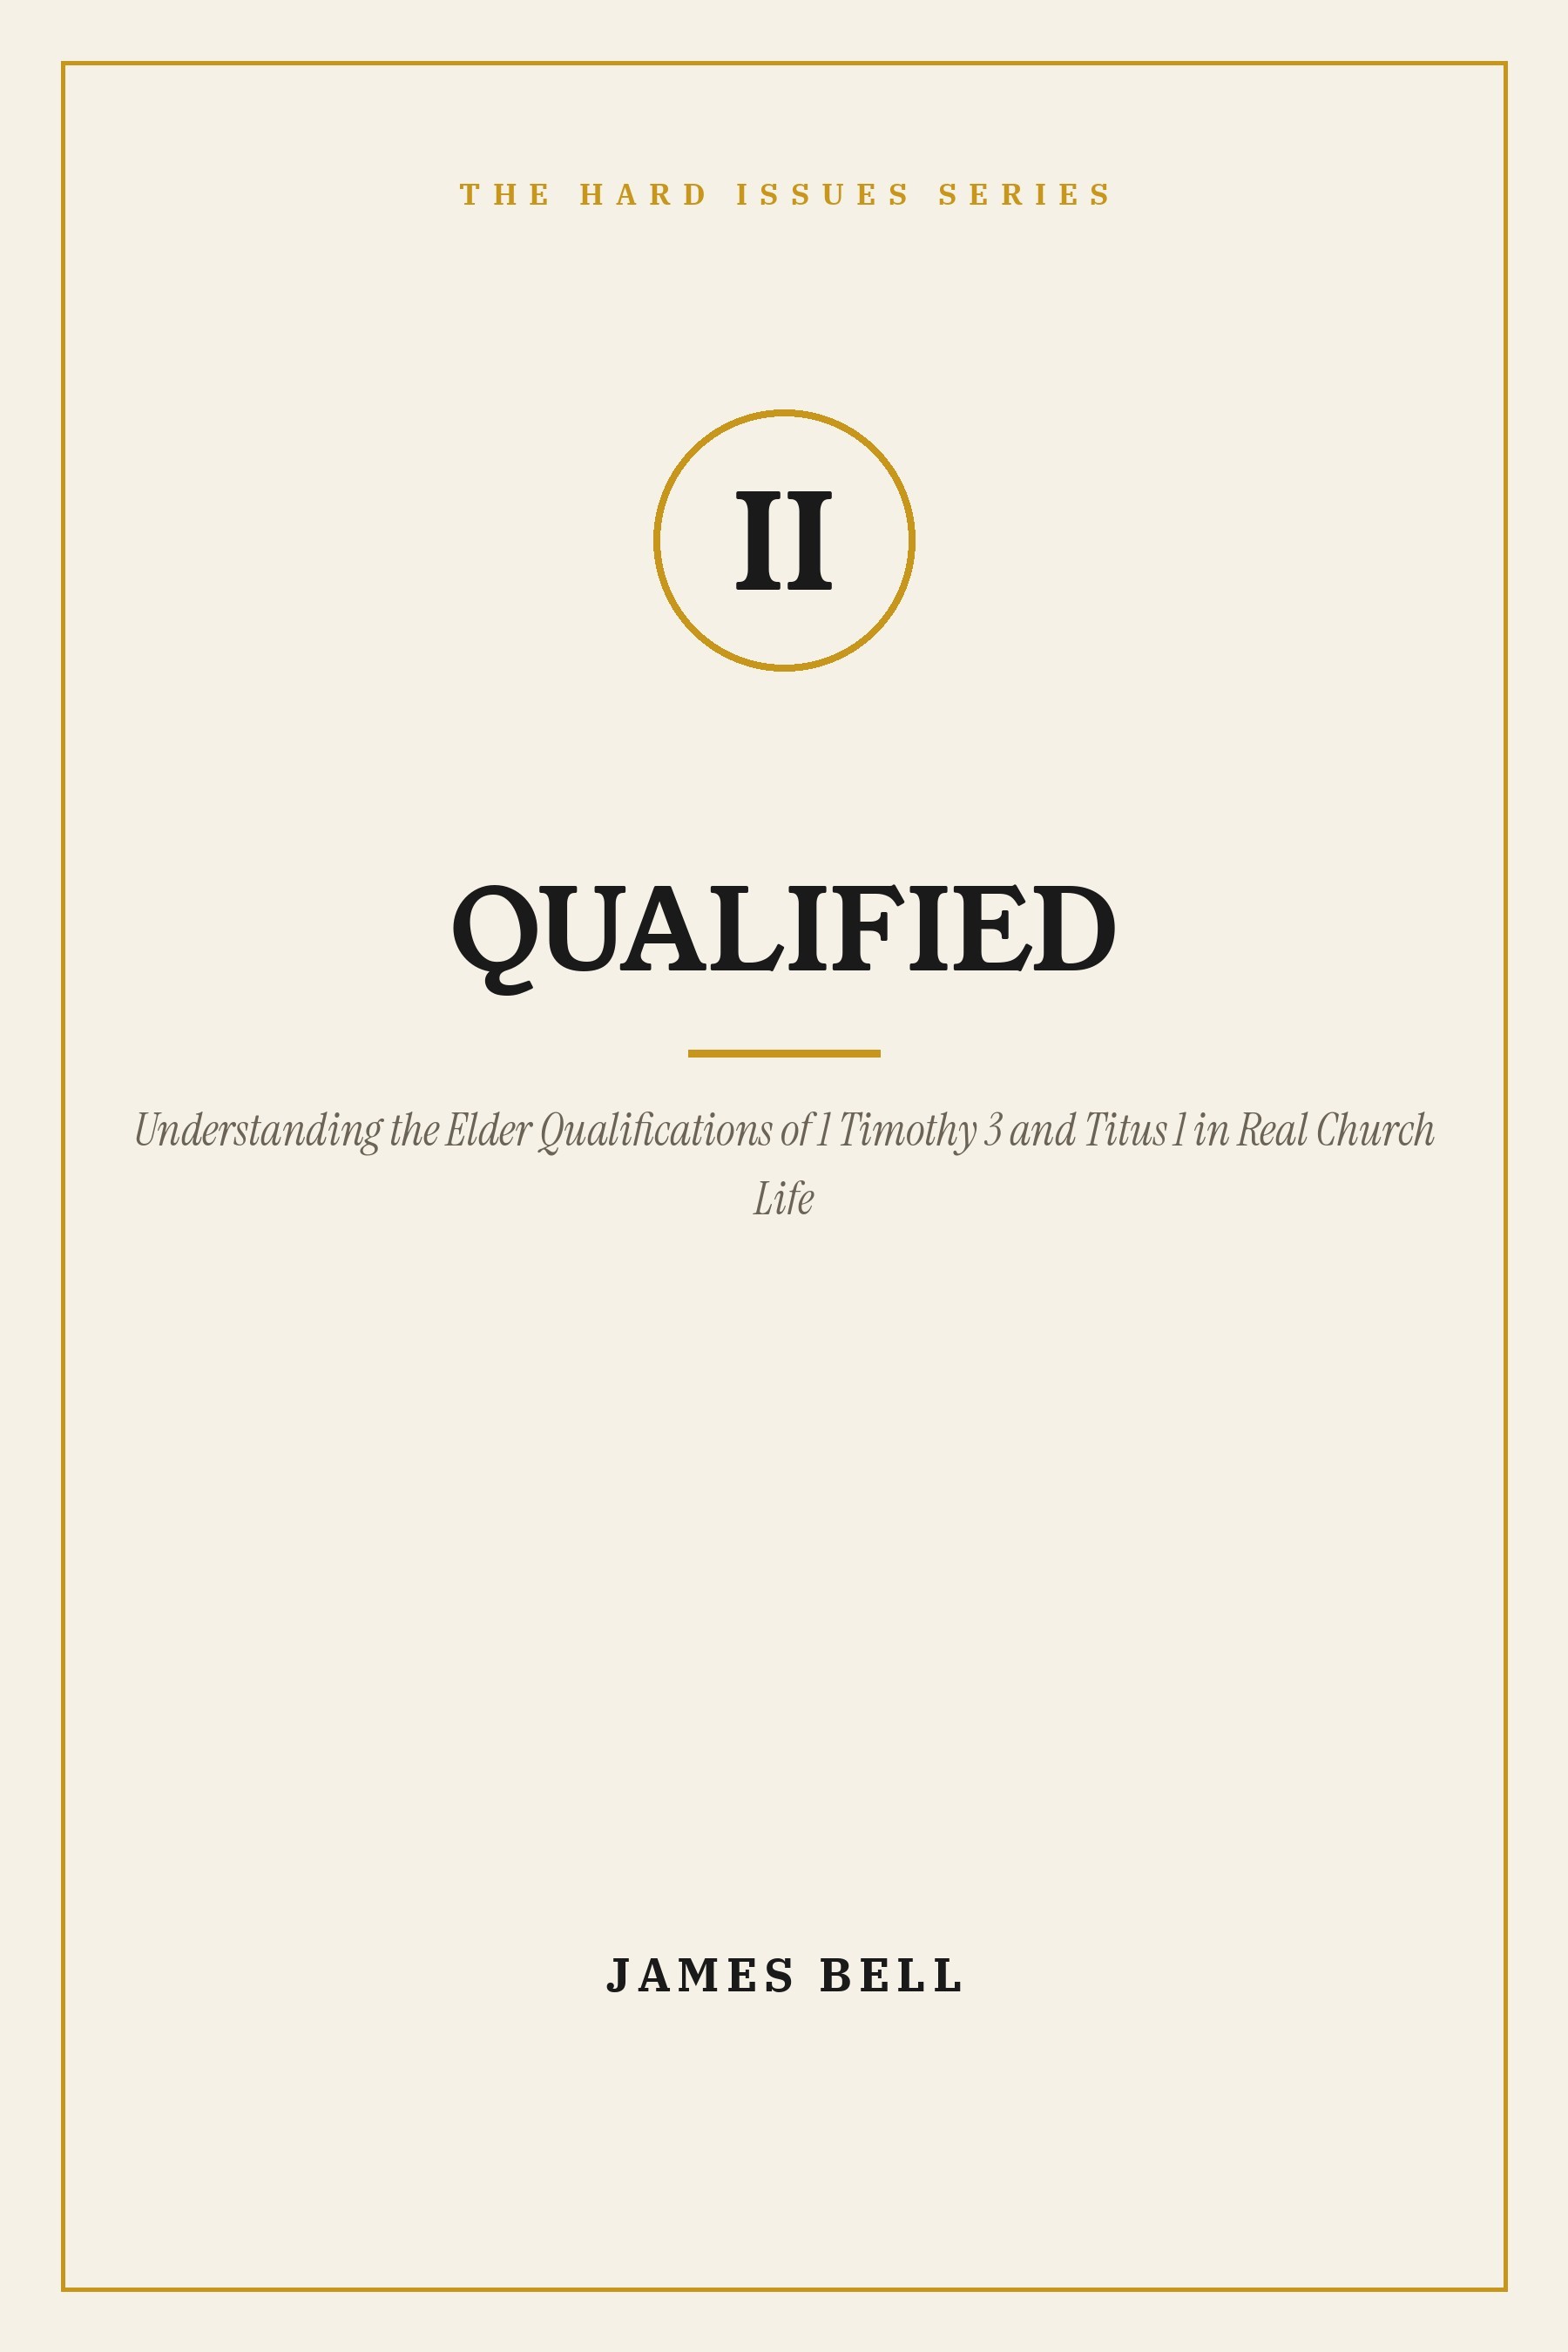 THE HARD ISSUES SERIES
II
QUALIFIED
Understanding the Elder Qualifications of 1 Timothy 3 and Titus 1 in Real Church
Life
JAMES BELL